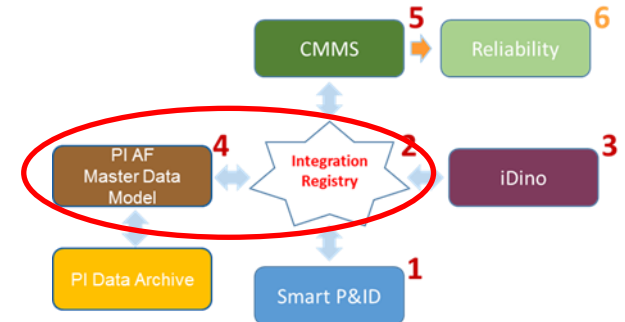 5
6
CMMS
Reliability
PI AF
Master Data
Model
4
Integration
Registry
2
iDino
3
PI Data Archive
Smart P&ID
1